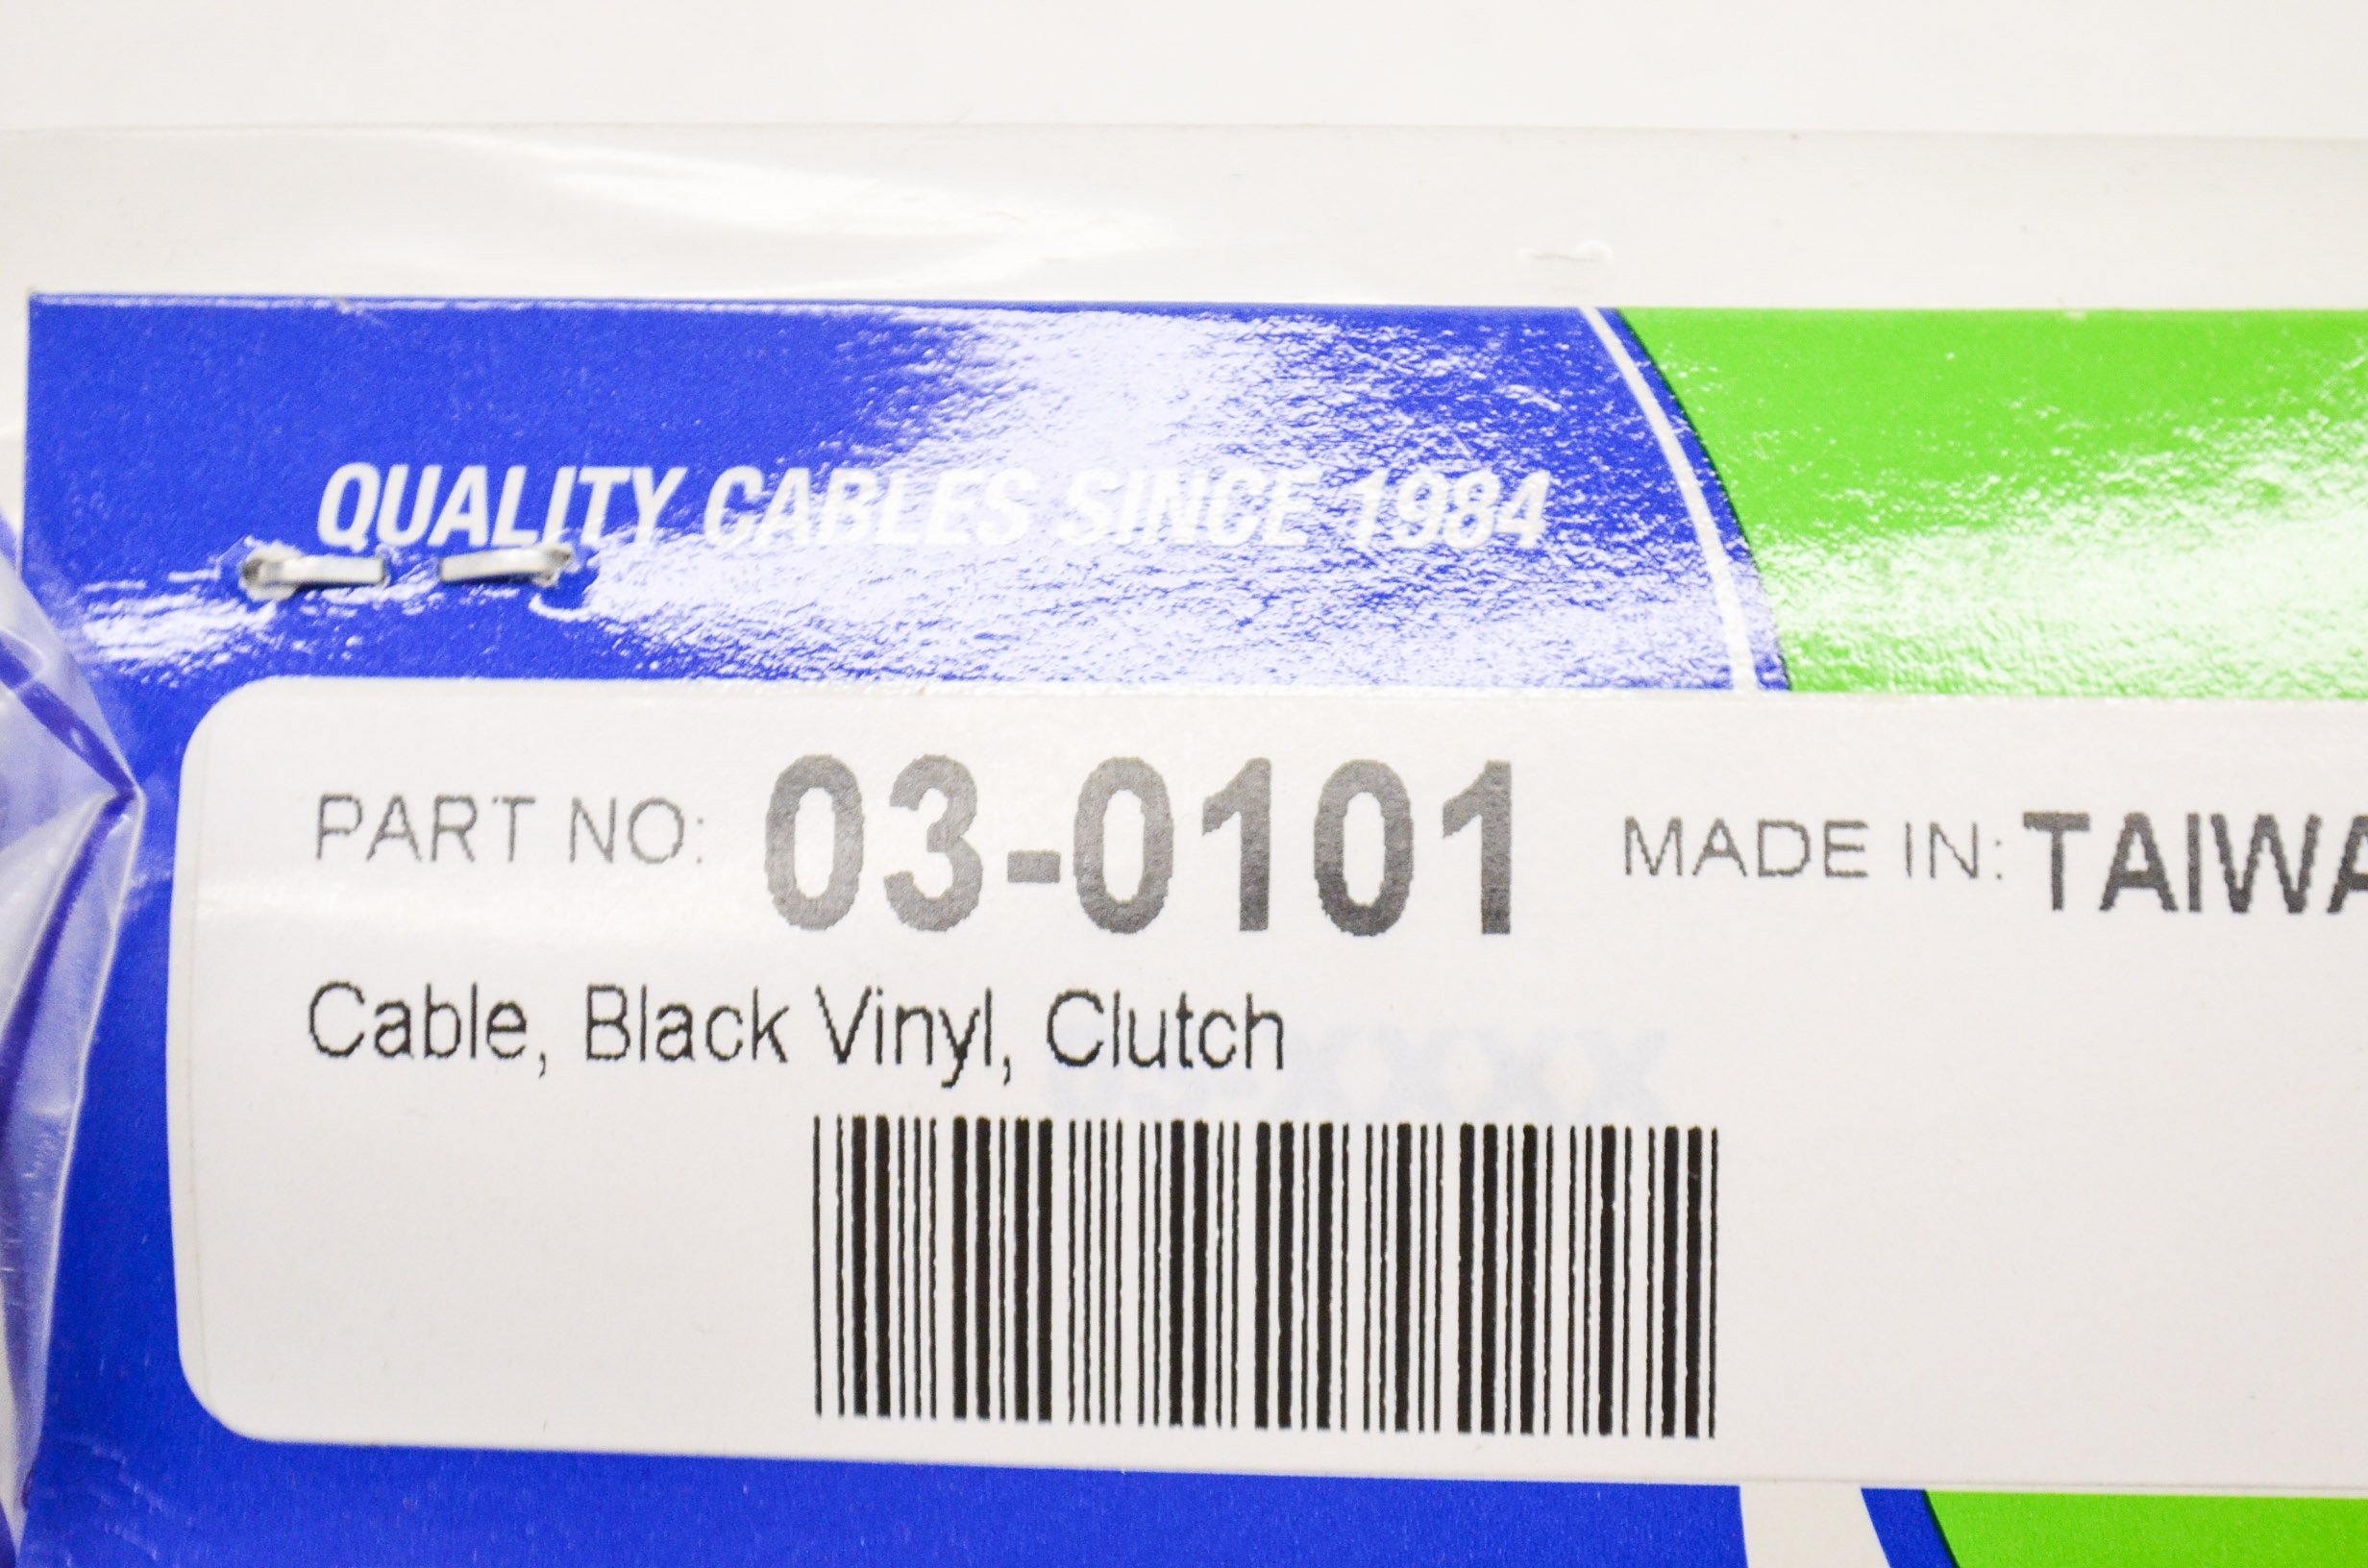 QUALITY CABLES SINCE 1984
PART NO: 03-0101 MADE IN: TAIWA
Cable, Black Vinyl, Clutch